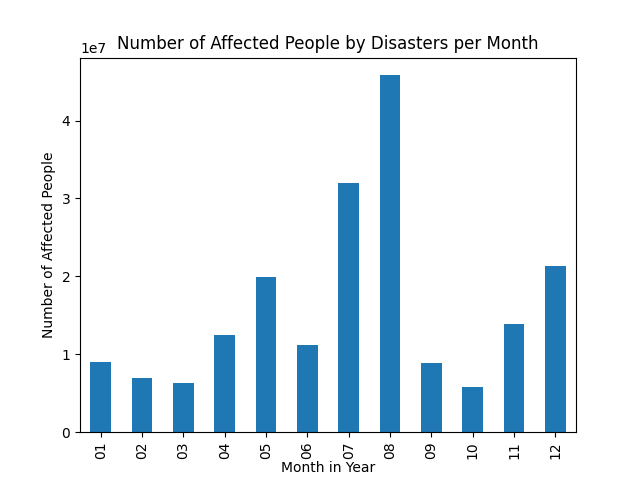 Number of Affected People by Disasters per Month
1e7
Number of Affected People
4
3
2
1
0
01 02 03 04 05 06 07 08 09 10 11 12
Month in Year